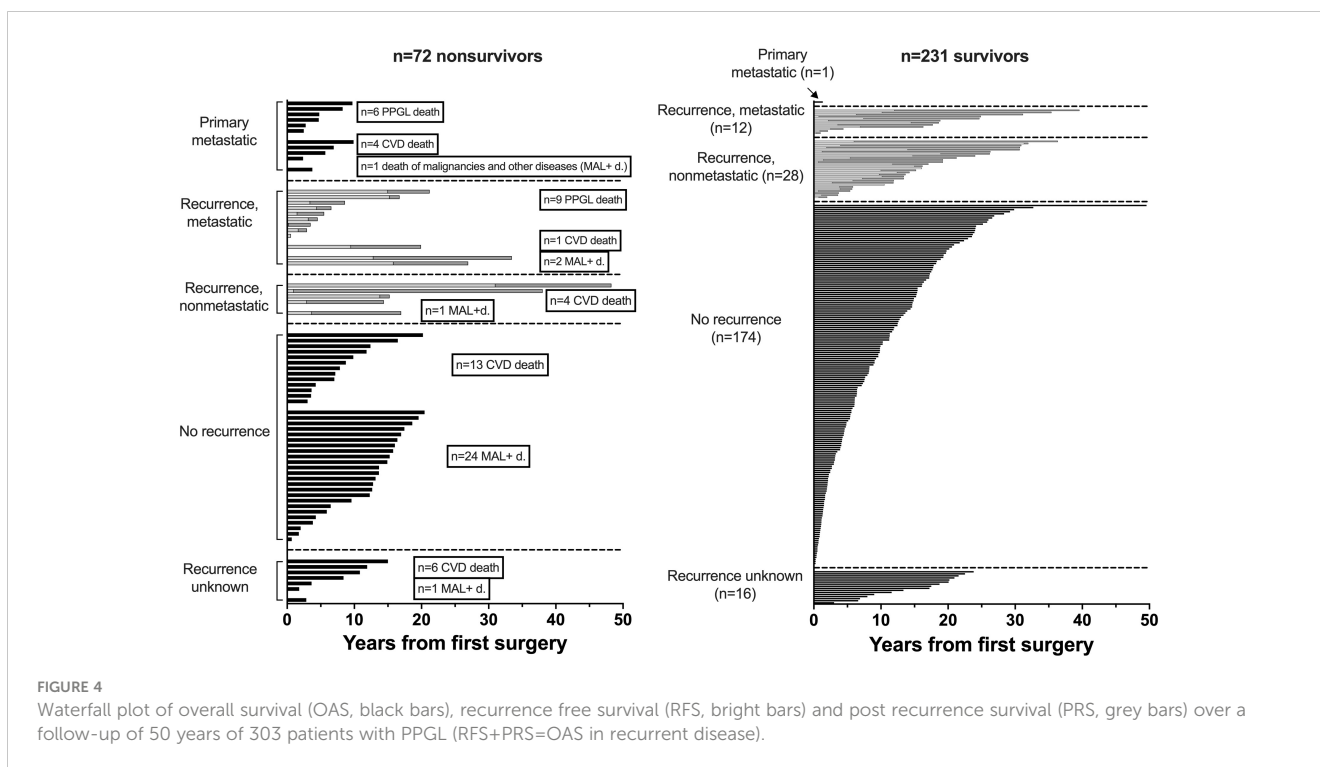 n=72 nonsurvivors
Primary
metastatic
n=6 PPGL death
n=4 CVD death
n=1 death of malignancies and other diseases (MAL+ d.)
Recurrence,
metastatic
n=9 PPGL death
n=1 CVD death
n=2 MAL+ d.
Recurrence,
nonmetastatic
n=4 CVD death
n=1 MAL+d.
No recurrence
n=13 CVD death
n=24 MAL+ d.
Recurrence
unknown
n=6 CVD death
n=1 MAL+ d.
0 10 20 30 40 50
Years from first surgery
n=231 survivors
Primary
metastatic (n=1)
Recurrence, metastatic
(n=12)
Recurrence,
nonmetastatic (n=28)
No recurrence
(n=174)
Recurrence unknown
(n=16)
0 10 20 30 40 50
Years from first surgery
FIGURE 4
Waterfall plot of overall survival (OAS, black bars), recurrence free survival (RFS, bright bars) and post recurrence survival (PRS, grey bars) over a
follow-up of 50 years of 303 patients with PPGL (RFS+PRS=OAS in recurrent disease).